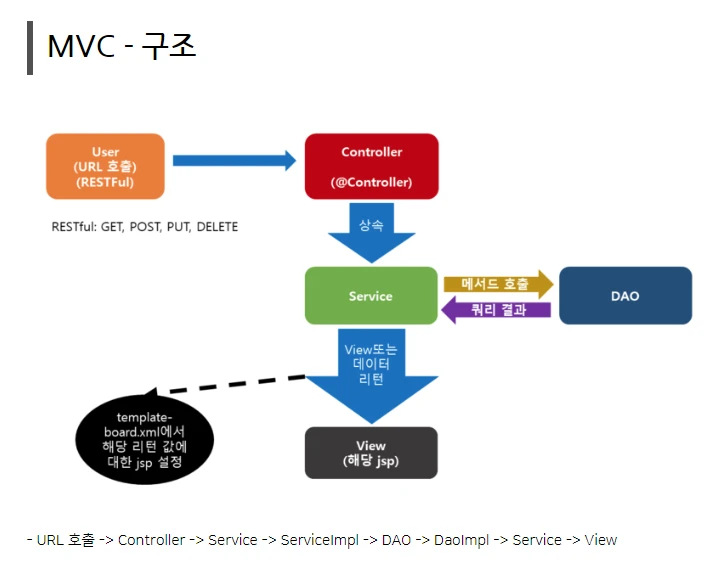 MVC - 구조
User
(URL 호출)
(RESTFul)
Controller
(@Controller)
RESTful: GET, POST, PUT, DELETE
상속
Service
메서드 호출
쿼리 결과
DAO
View또는
데이터
리턴
template-
board.xml에서
해당 리턴 값에
대한 jsp 설정
View
(해당 jsp)
- URL 호출 -> Controller -> Service -> ServiceImpl -> DAO -> DaoImpl -> Service -> View